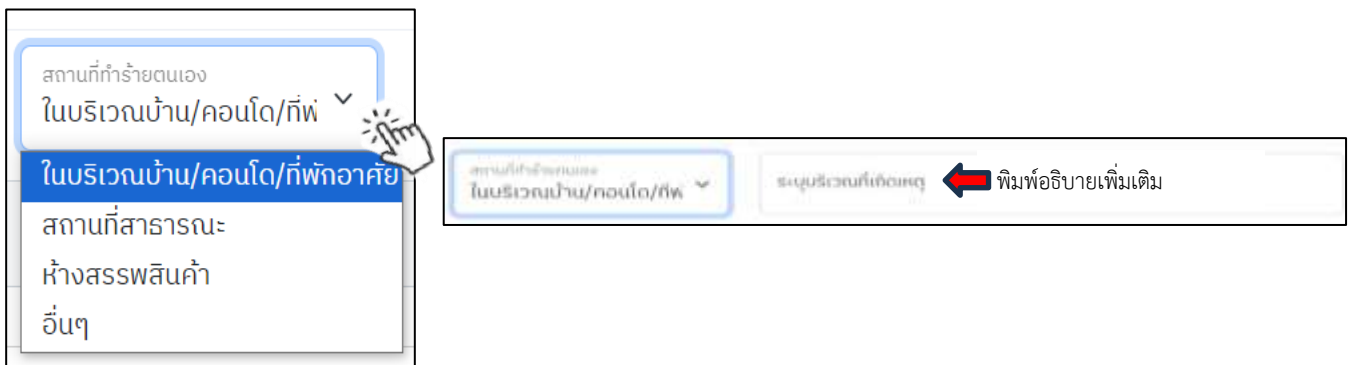 สถานที่ทำร้ายตนเอง
ในบริเวณบ้าน/คอนโด/ที่พั
ในบริเวณบ้าน/คอนโด/ที่พักอาศัย
สถานที่สาธารณะ
ห้างสรรพสินค้า
อื่นๆ
สถานที่ทำร้ายตนเอง
ในบริเวณบ้าน/คอนโด/ที่พ
ระบุบริเวณที่เกิดเหตุ
พิมพ์อธิบายเพิ่มเติม